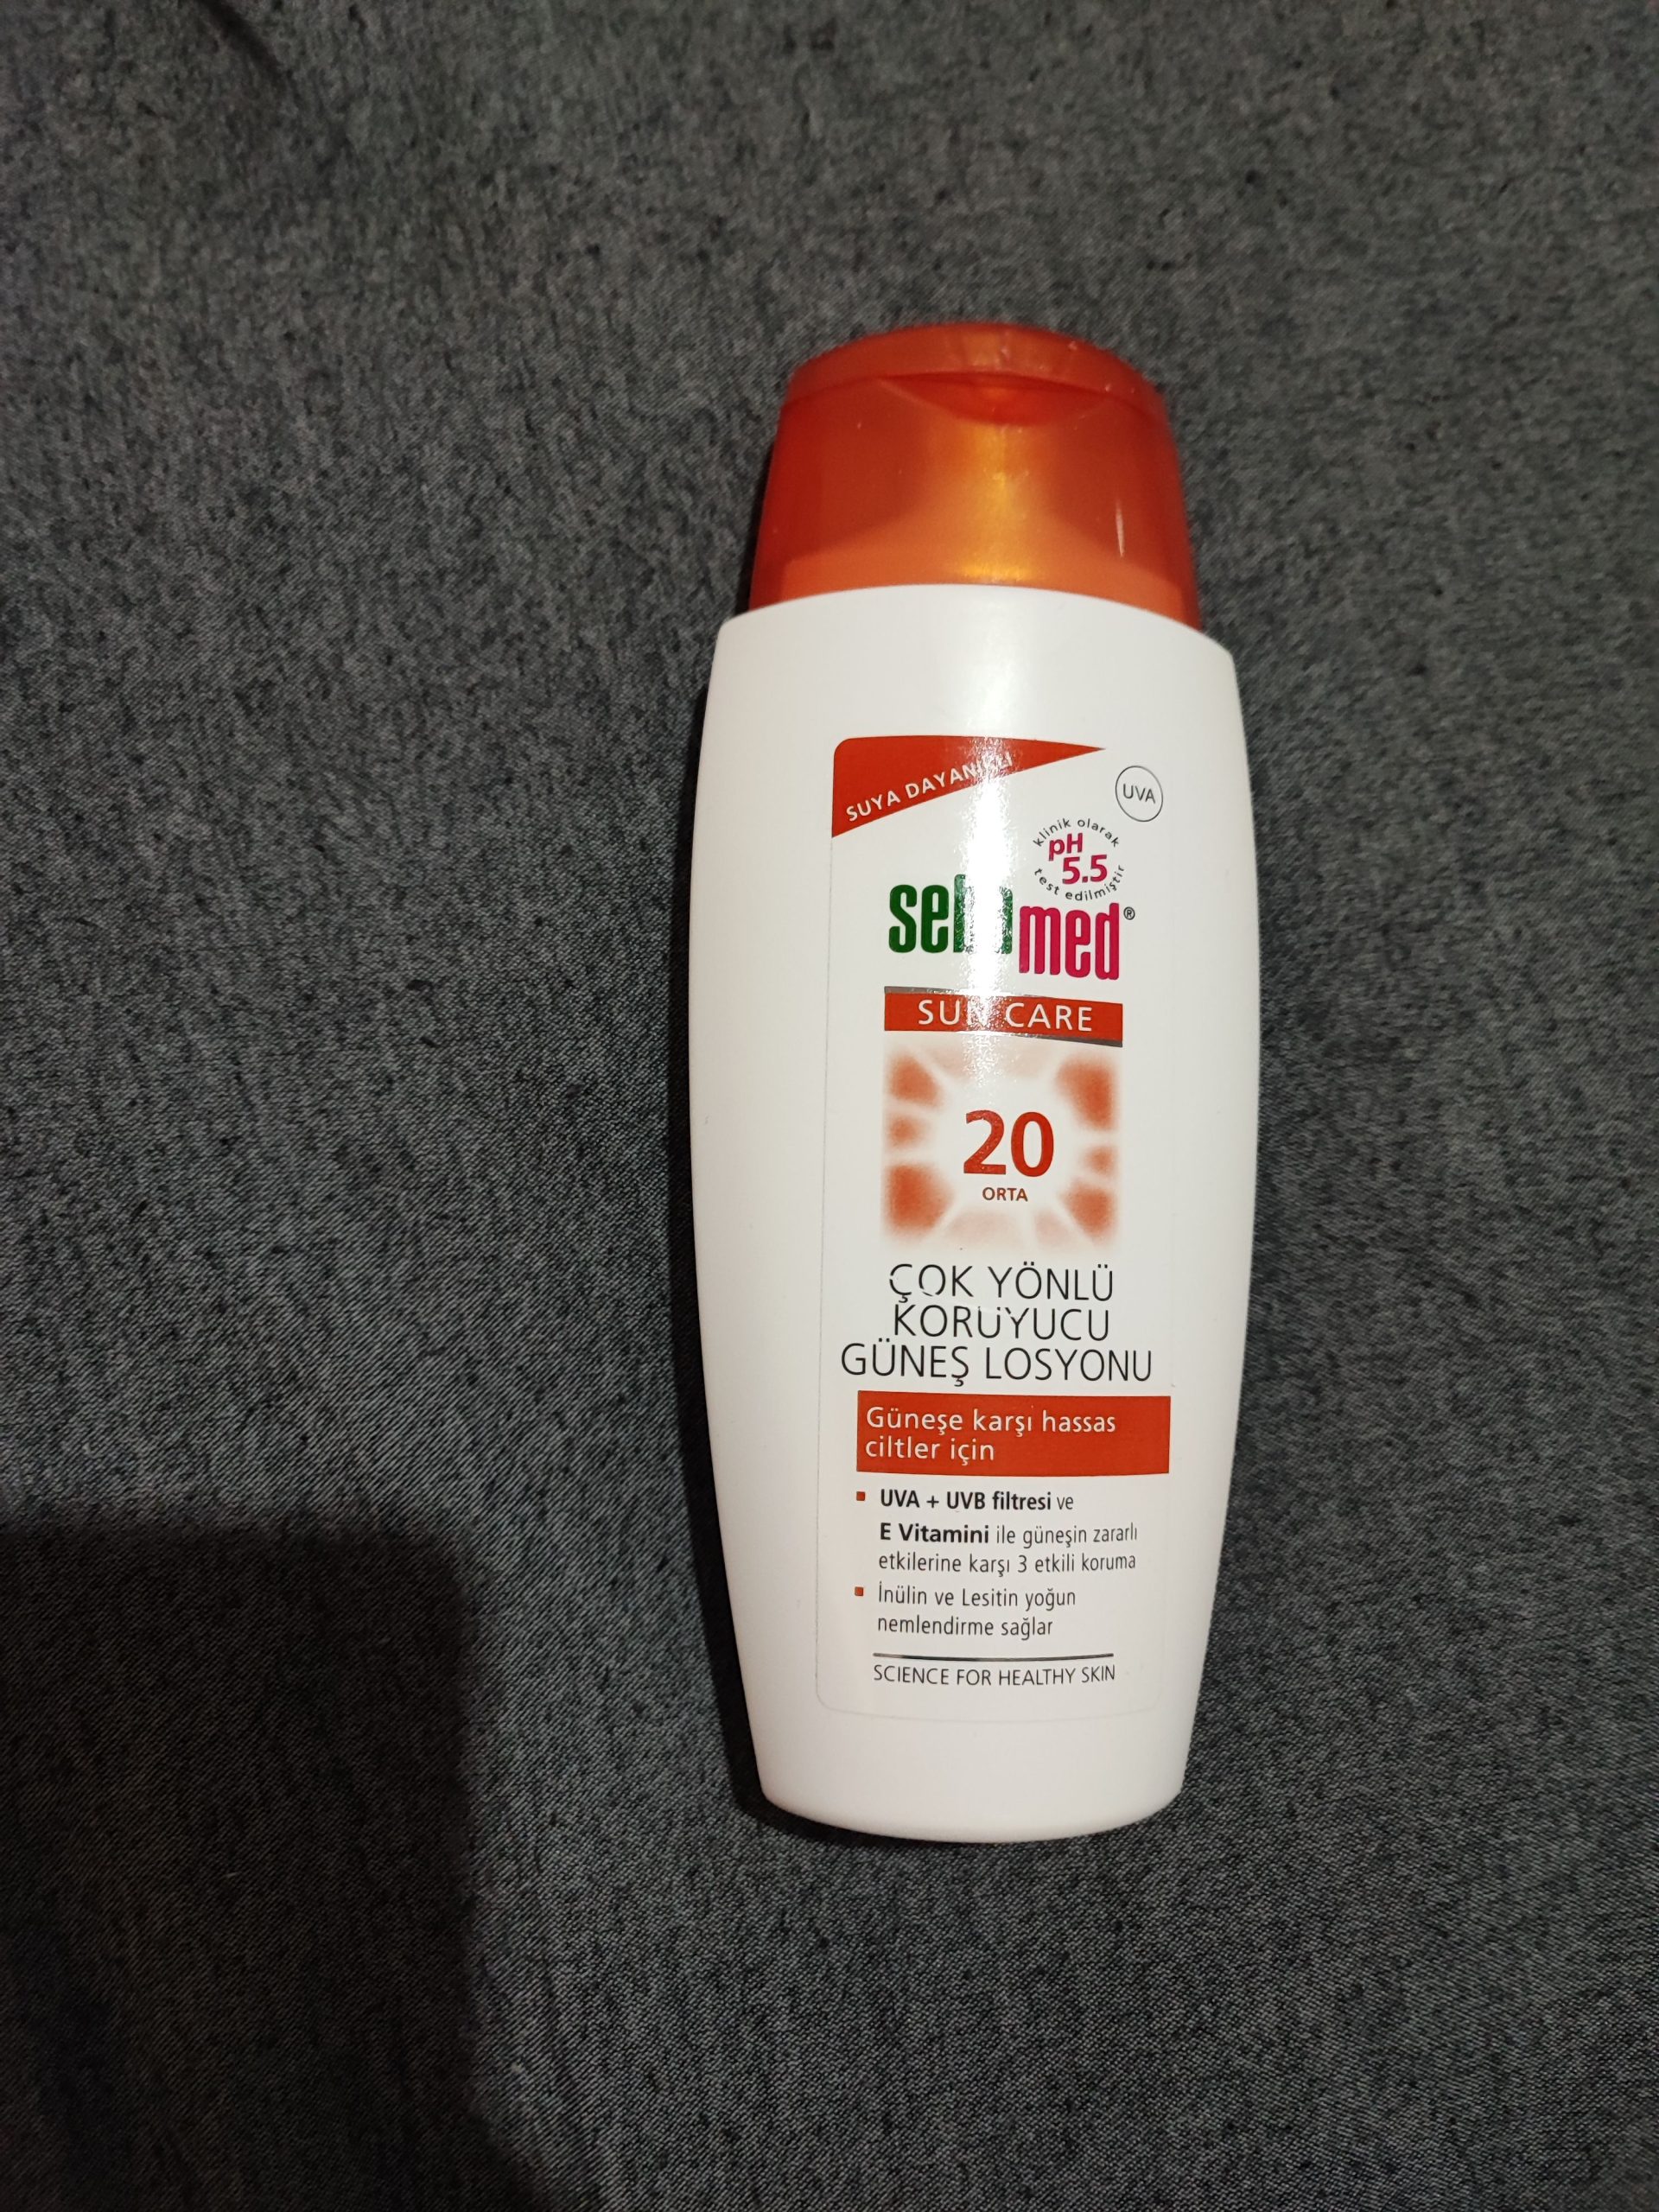 SUYA DAYANIKLI
UVA
klinik olarak
pH
5.5
test edilmiştir
sebamed®
SUN CARE
20
ORTA
ÇOK YÖNLÜ
KORUYUCU
GÜNEŞ LOSYONU
Güneşe karşı hassas
ciltler için
UVA + UVB filtresi ve
E Vitamini ile güneşin zararlı
etkilerine karşı 3 etkili koruma
İnülin ve Lesitin yoğun
nemlendirme sağlar
SCIENCE FOR HEALTHY SKIN